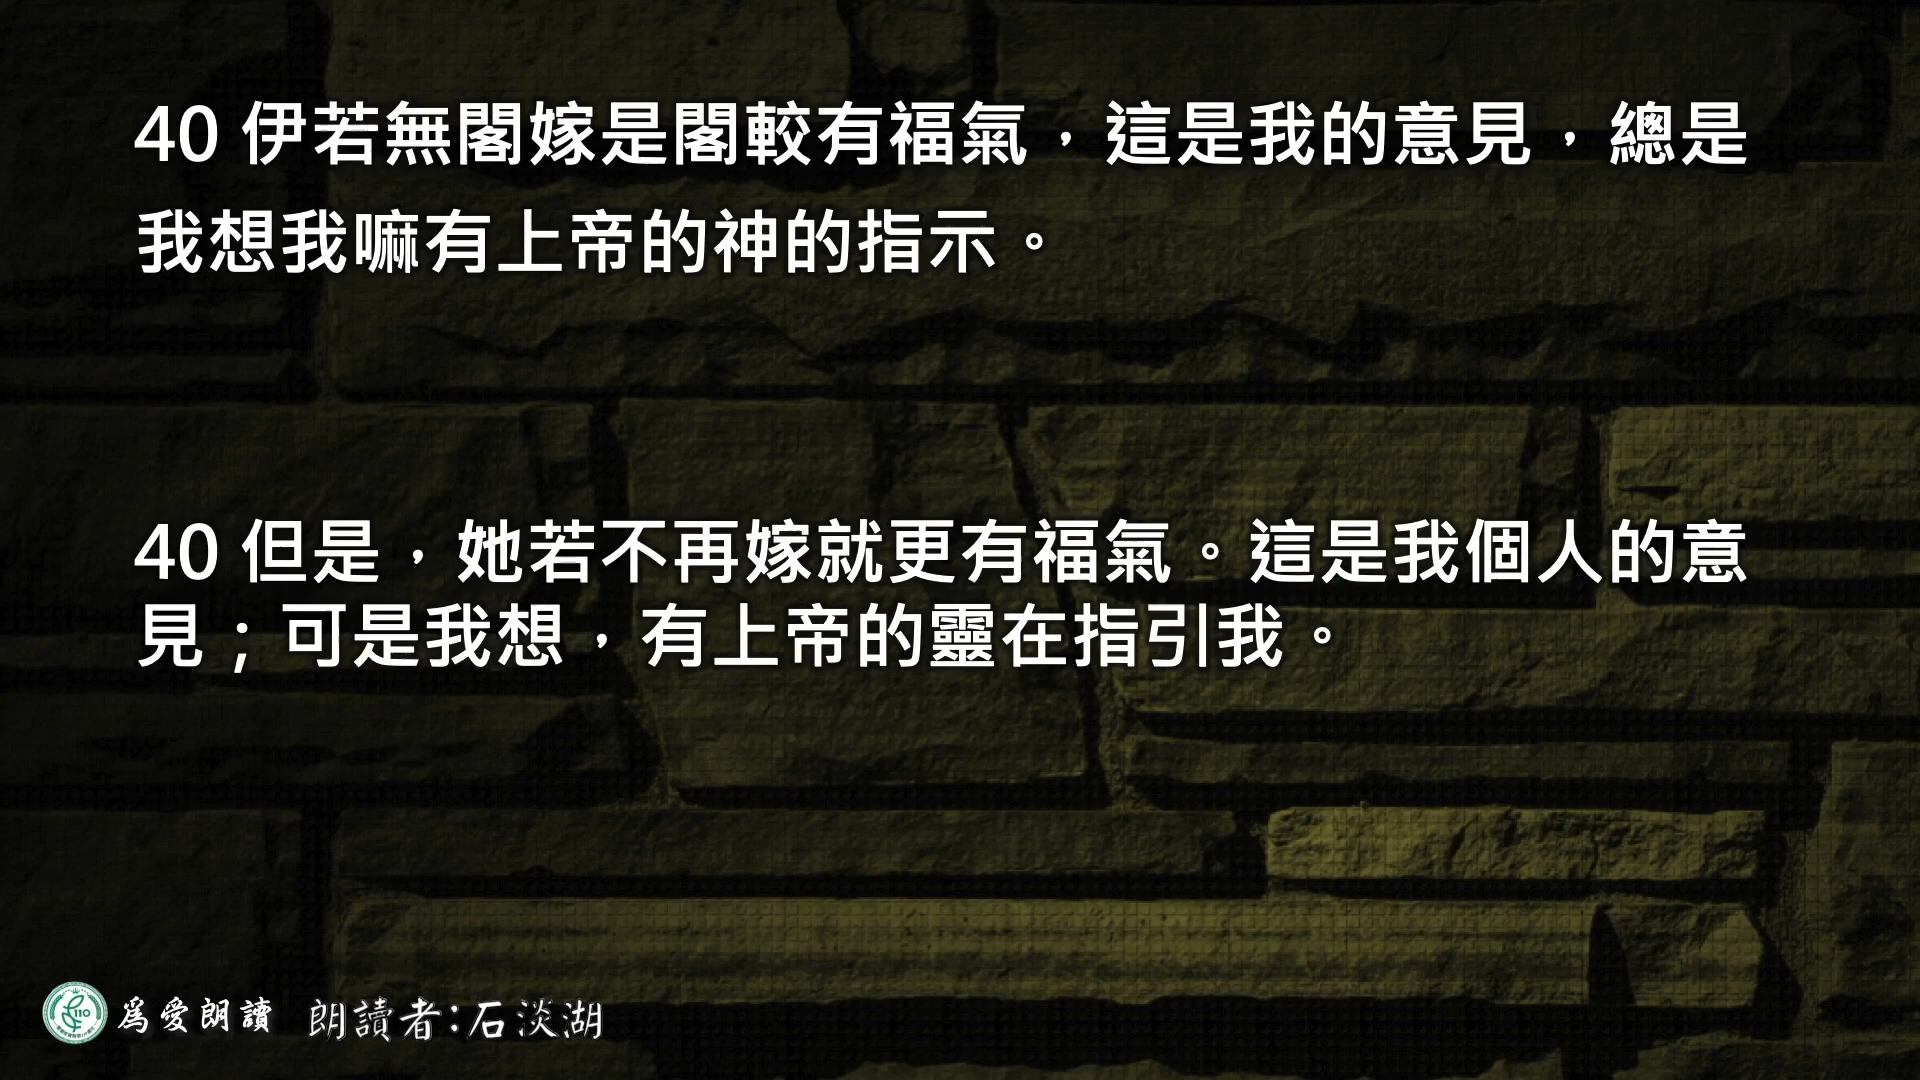 40 伊若無閣嫁是閣較有福氣，這是我的意見，總是
我想我嘛有上帝的神的指示。
40 但是，她若不再嫁就更有福氣。這是我個人的意
見；可是我想，有上帝的靈在指引我。
110
為愛朗讀 朗讀者:石淡湖